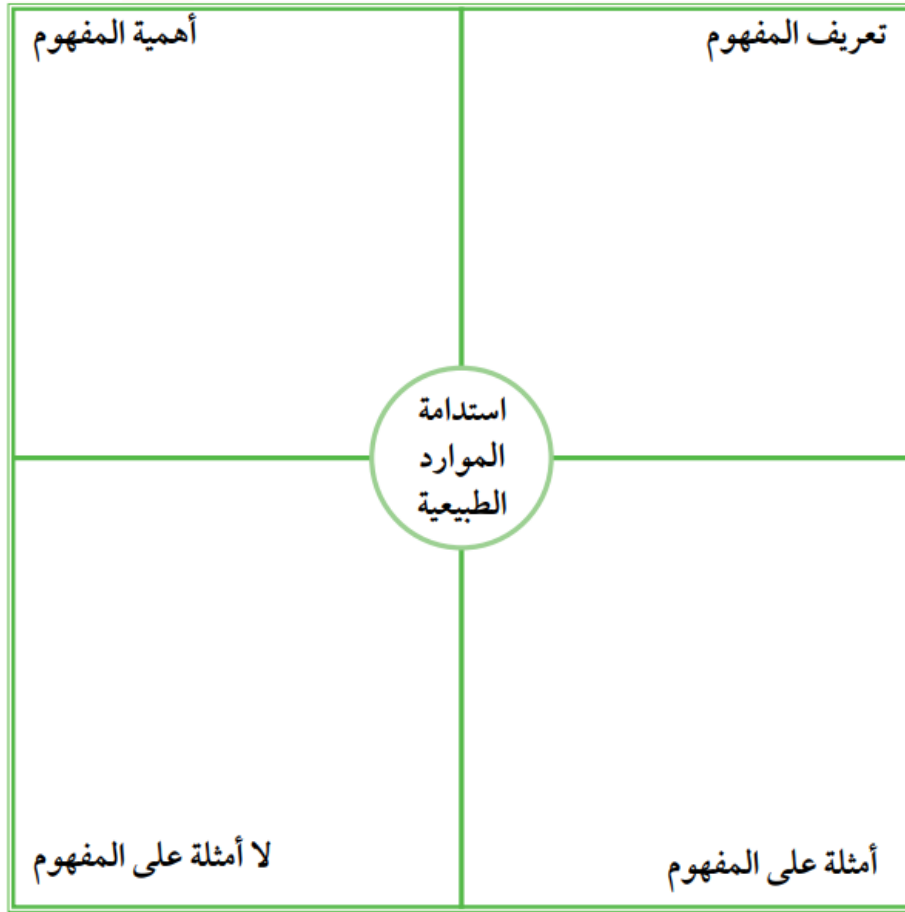 تعريف المفهوم
أهمية المفهوم
استدامة
الموارد
الطبيعية
أمثلة على المفهوم
لا أمثلة على المفهوم